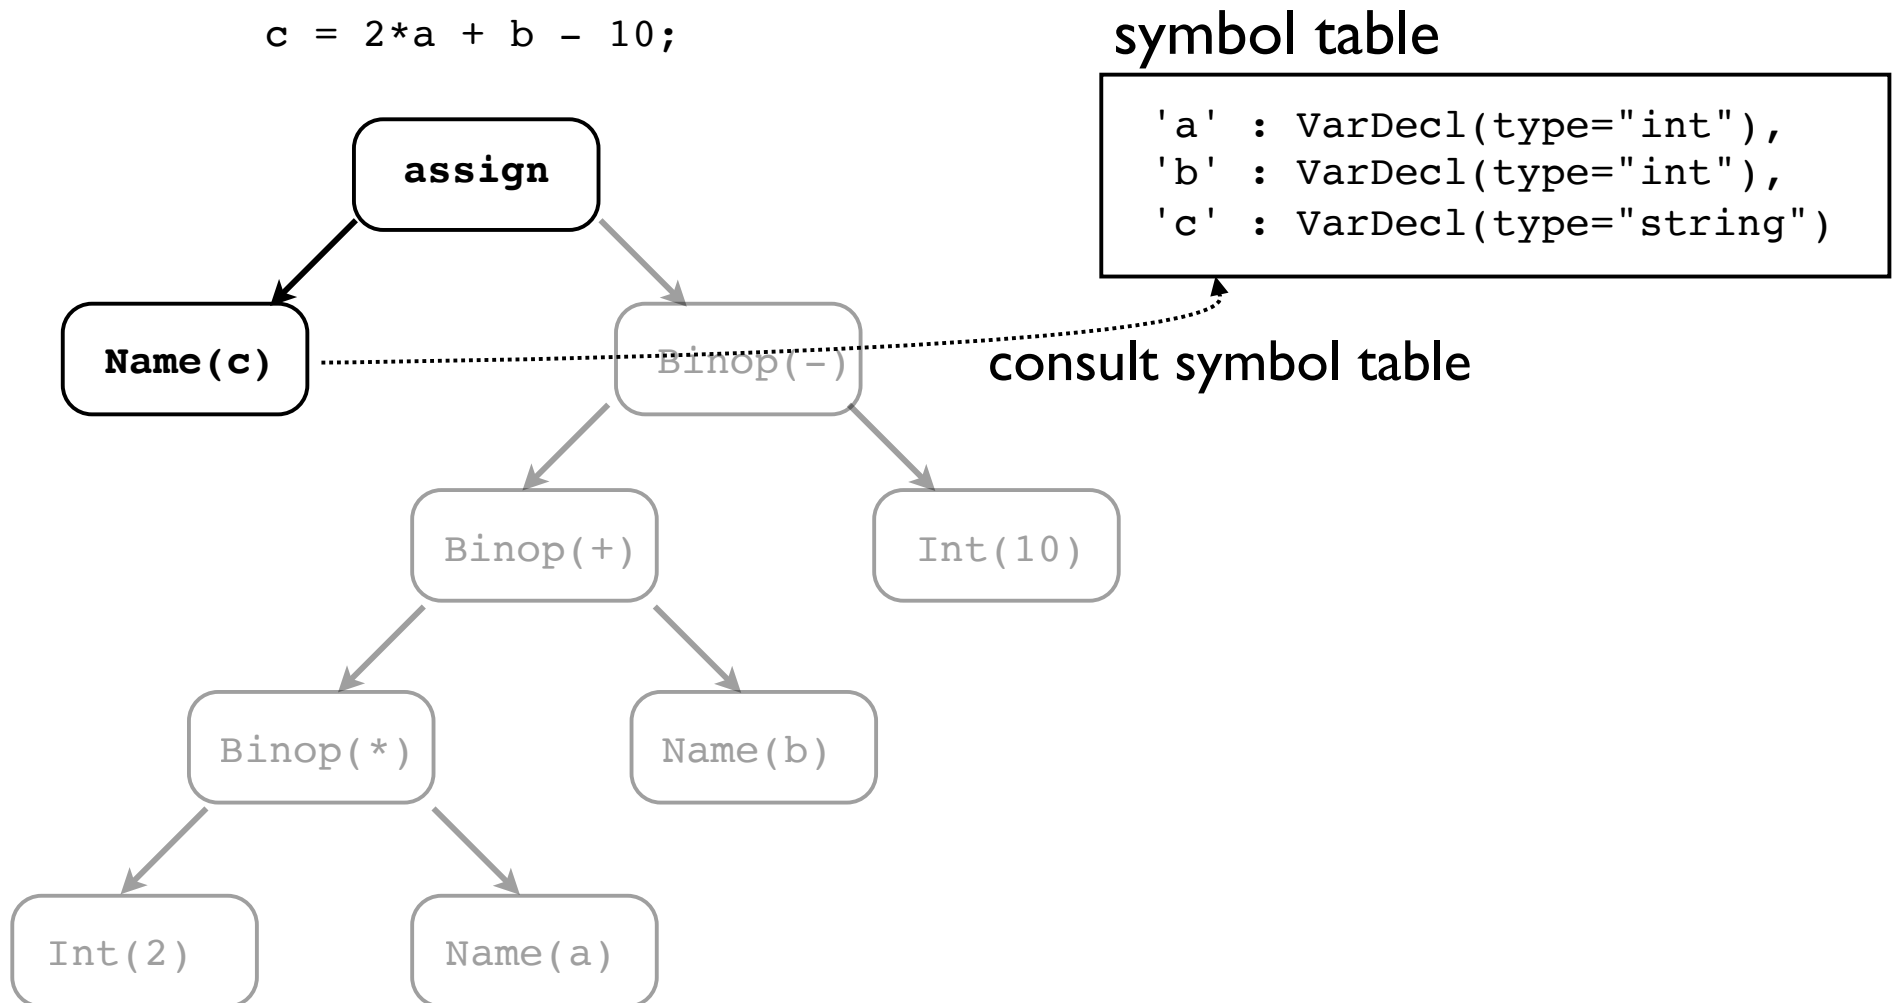 c = 2*a + b - 10;
symbol table
'a' : VarDecl(type="int"),
'b' : VarDecl(type="int"),
'c' : VarDecl(type="string")
assign
Name(c)
Binop(-)
consult symbol table
Binop(+)
Int(10)
Binop(*)
Name(b)
Int(2)
Name(a)